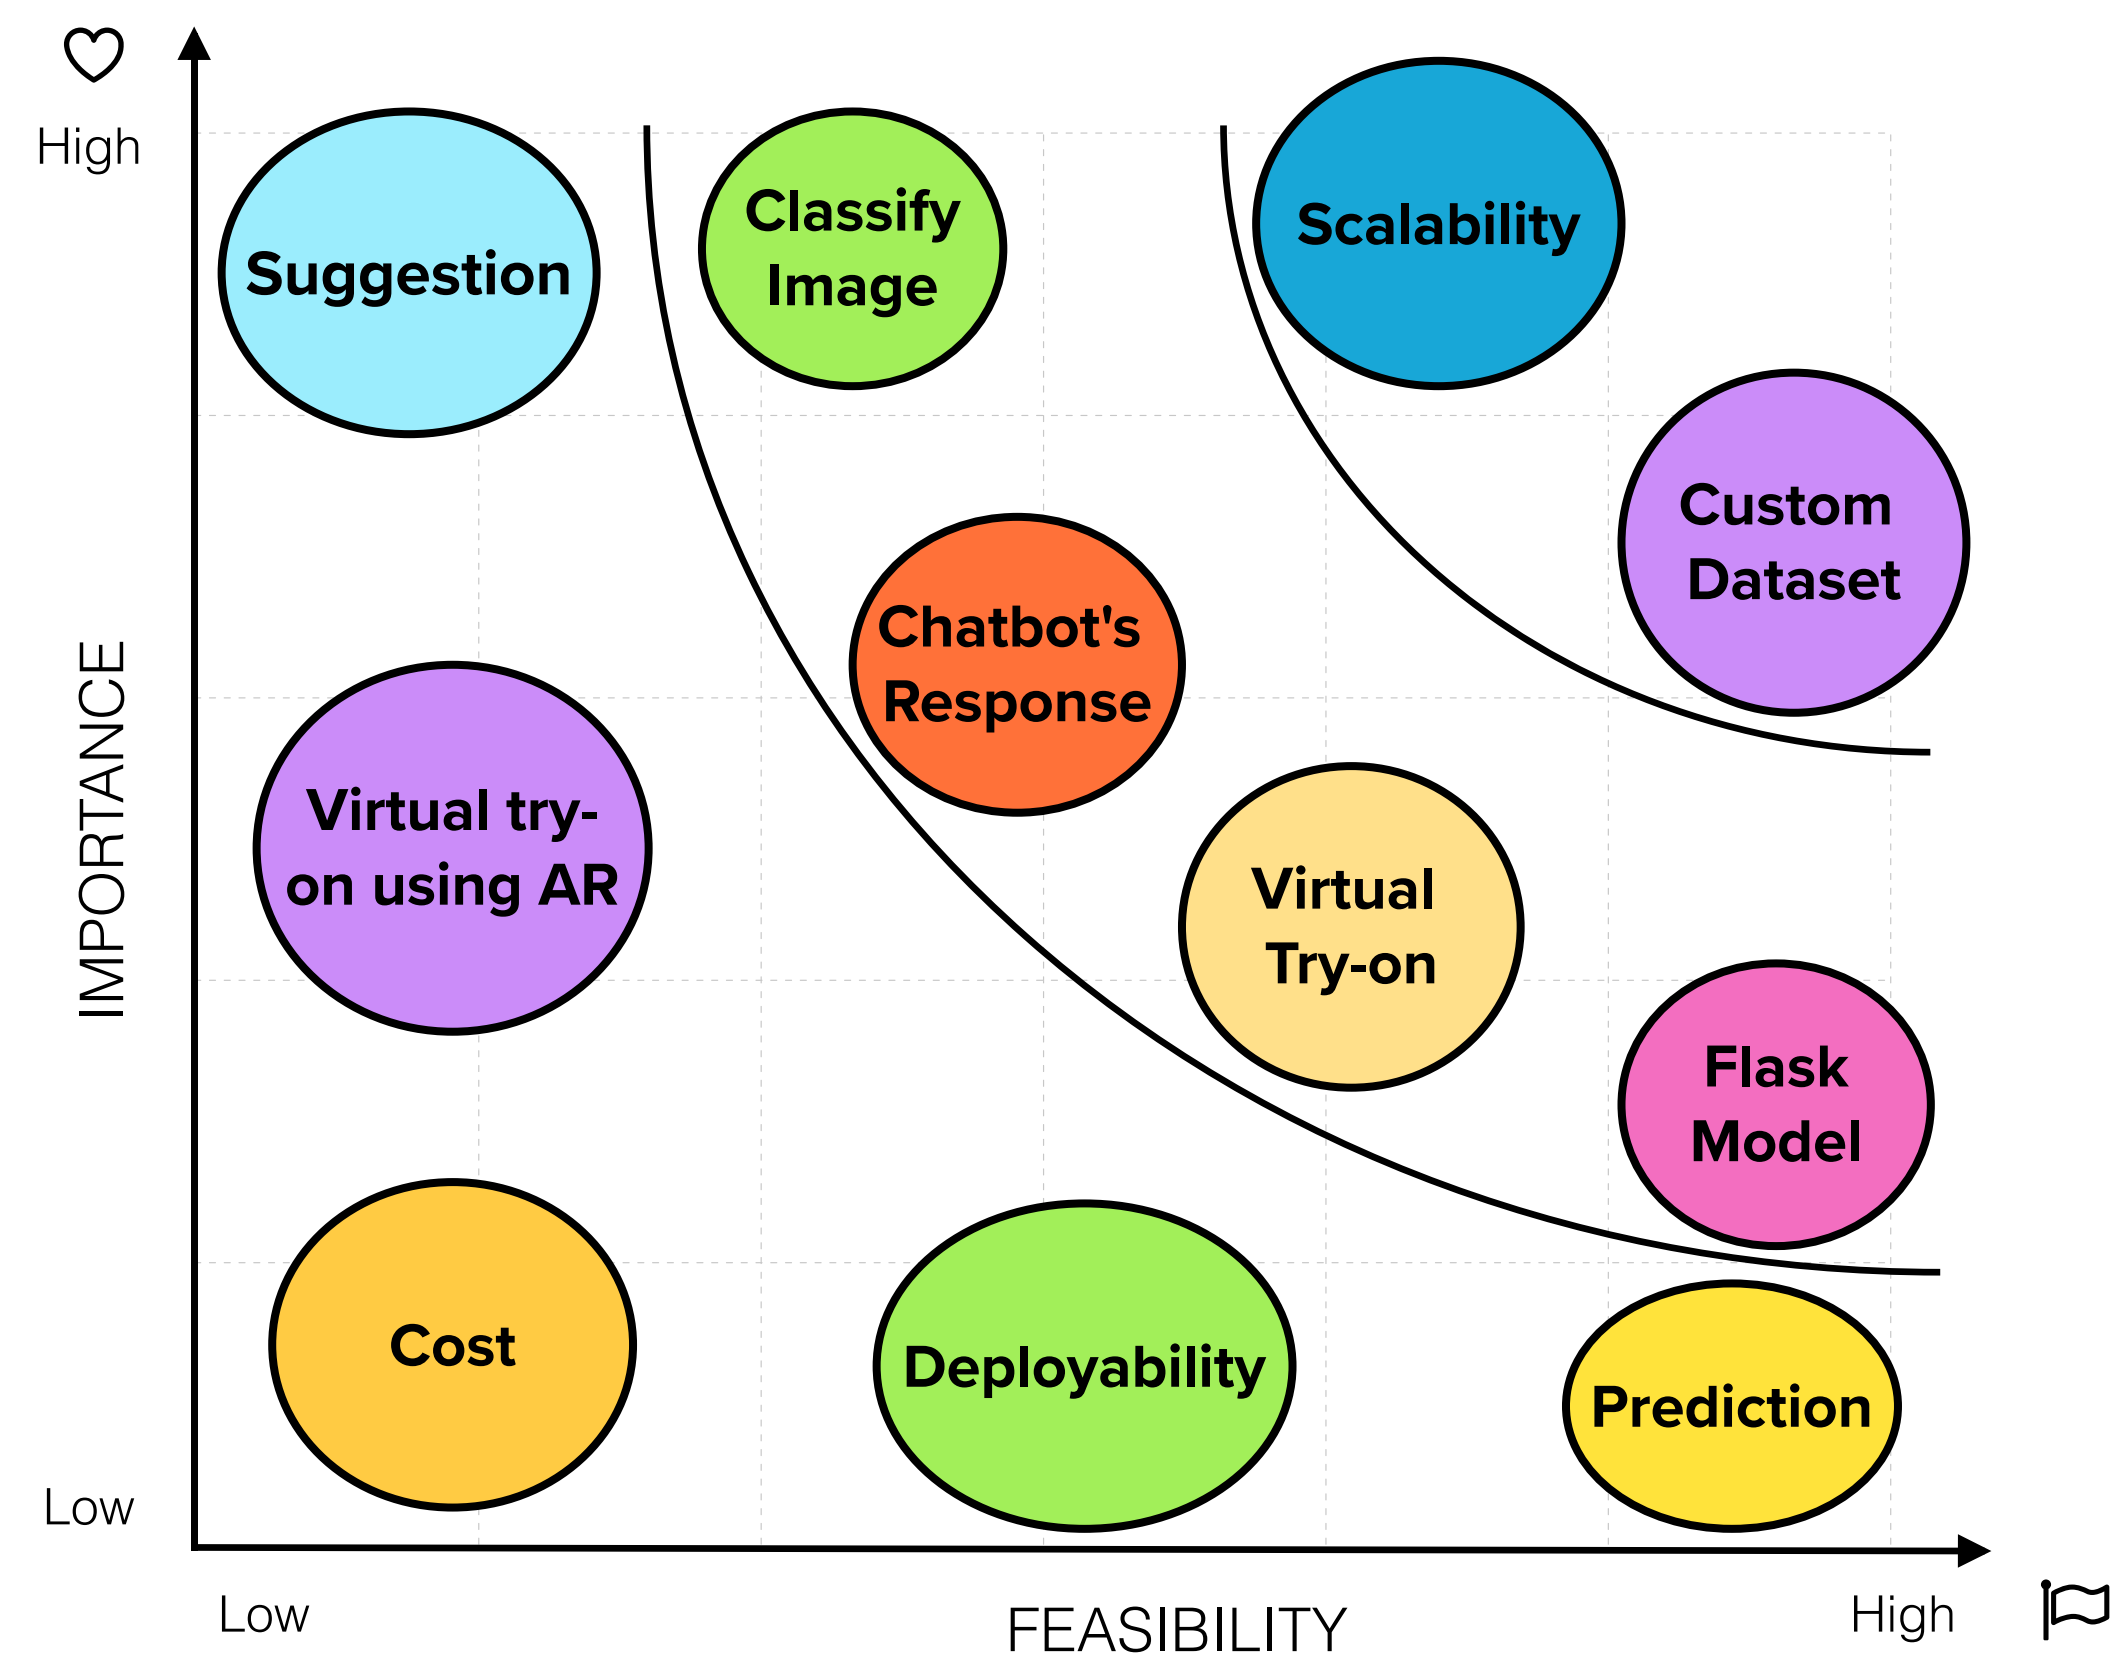 High
Suggestion
Classify
Image
Scalability
Custom
Dataset
Chatbot's
Response
IMPORTANCE
Virtual try-
on using AR
Virtual
Try-on
Flask
Model
Cost
Deployability
Prediction
Low
Low
FEASIBILITY
High